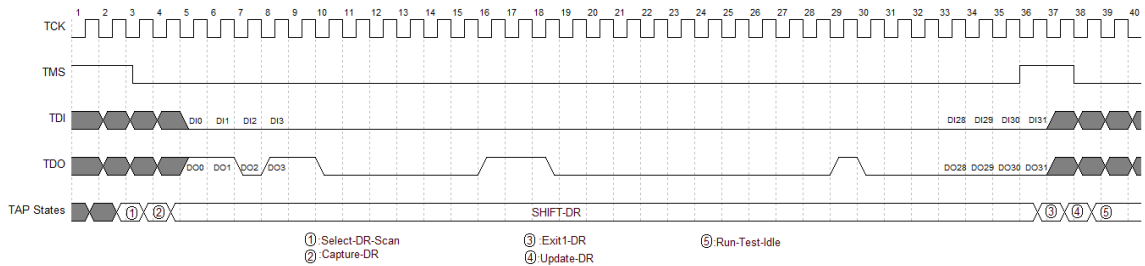 1 2 3 4 5 6 7 8 9 10 11 12 13 14 15 16 17 18 19 20 21 22 23 24 25 26 27 28 29 30 31 32 33 34 35 36 37 38 39 40
TCK
TMS
TDI DI0 DI1 DI2 DI3 DI28 DI29 DI30 DI31
TDO DO0 DO1 DO2 DO3 DO28 DO29 DO30 DO31
TAP States ① ② SHIFT-DR ③ ④ ⑤
①:Select-DR-Scan ③:Exit1-DR ⑤:Run-Test-Idle
②:Capture-DR ④:Update-DR